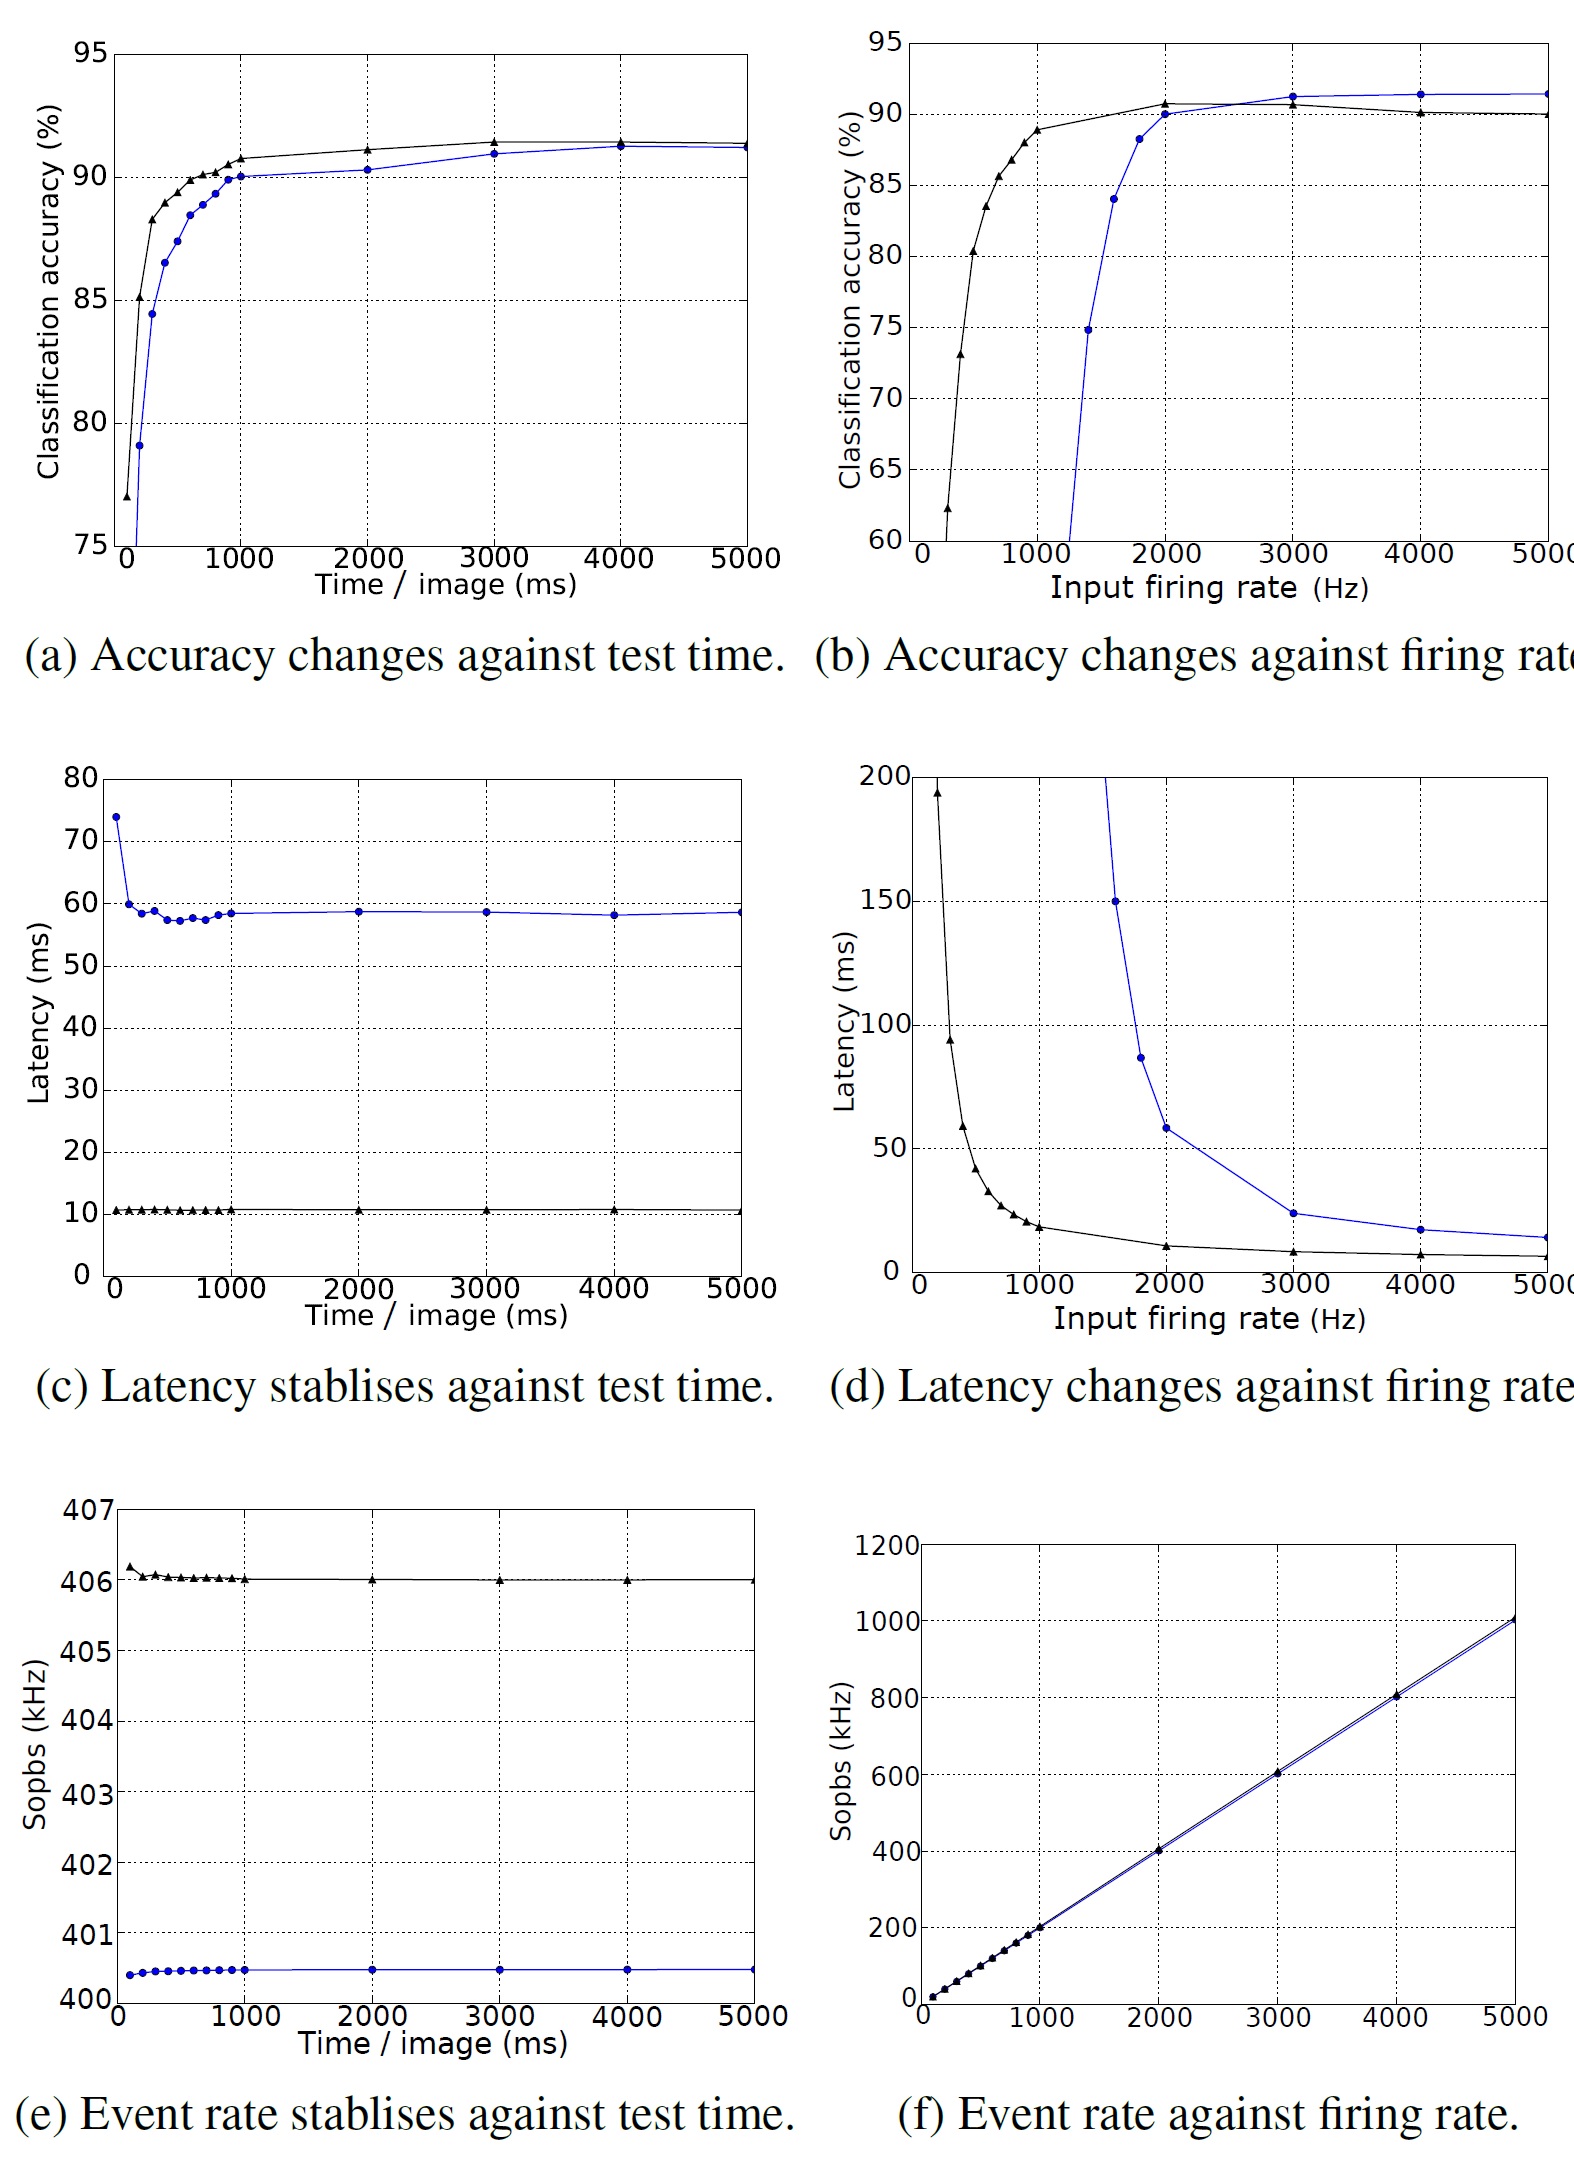 95
90
85
80
75
Classification accuracy (%)
0 1000 2000 3000 4000 5000
Time / image (ms)
(a) Accuracy changes against test time.
95
90
85
80
75
70
65
60
Classification accuracy (%)
0 1000 2000 3000 4000 500
Input firing rate (Hz)
(b) Accuracy changes against firing rat
80
70
60
50
40
30
20
10
0
Latency (ms)
0 1000 2000 3000 4000 5000
Time / image (ms)
(c) Latency stablises against test time.
200
150
100
50
0
Latency (ms)
0 1000 2000 3000 4000 500
Input firing rate (Hz)
(d) Latency changes against firing rate
407
406
405
404
403
402
401
400
Sopbs (kHz)
0 1000 2000 3000 4000 5000
Time / image (ms)
(e) Event rate stablises against test time.
1200
1000
800
600
400
200
0
Sopbs (kHz)
0 1000 2000 3000 4000 5000
(f) Event rate against firing rate.